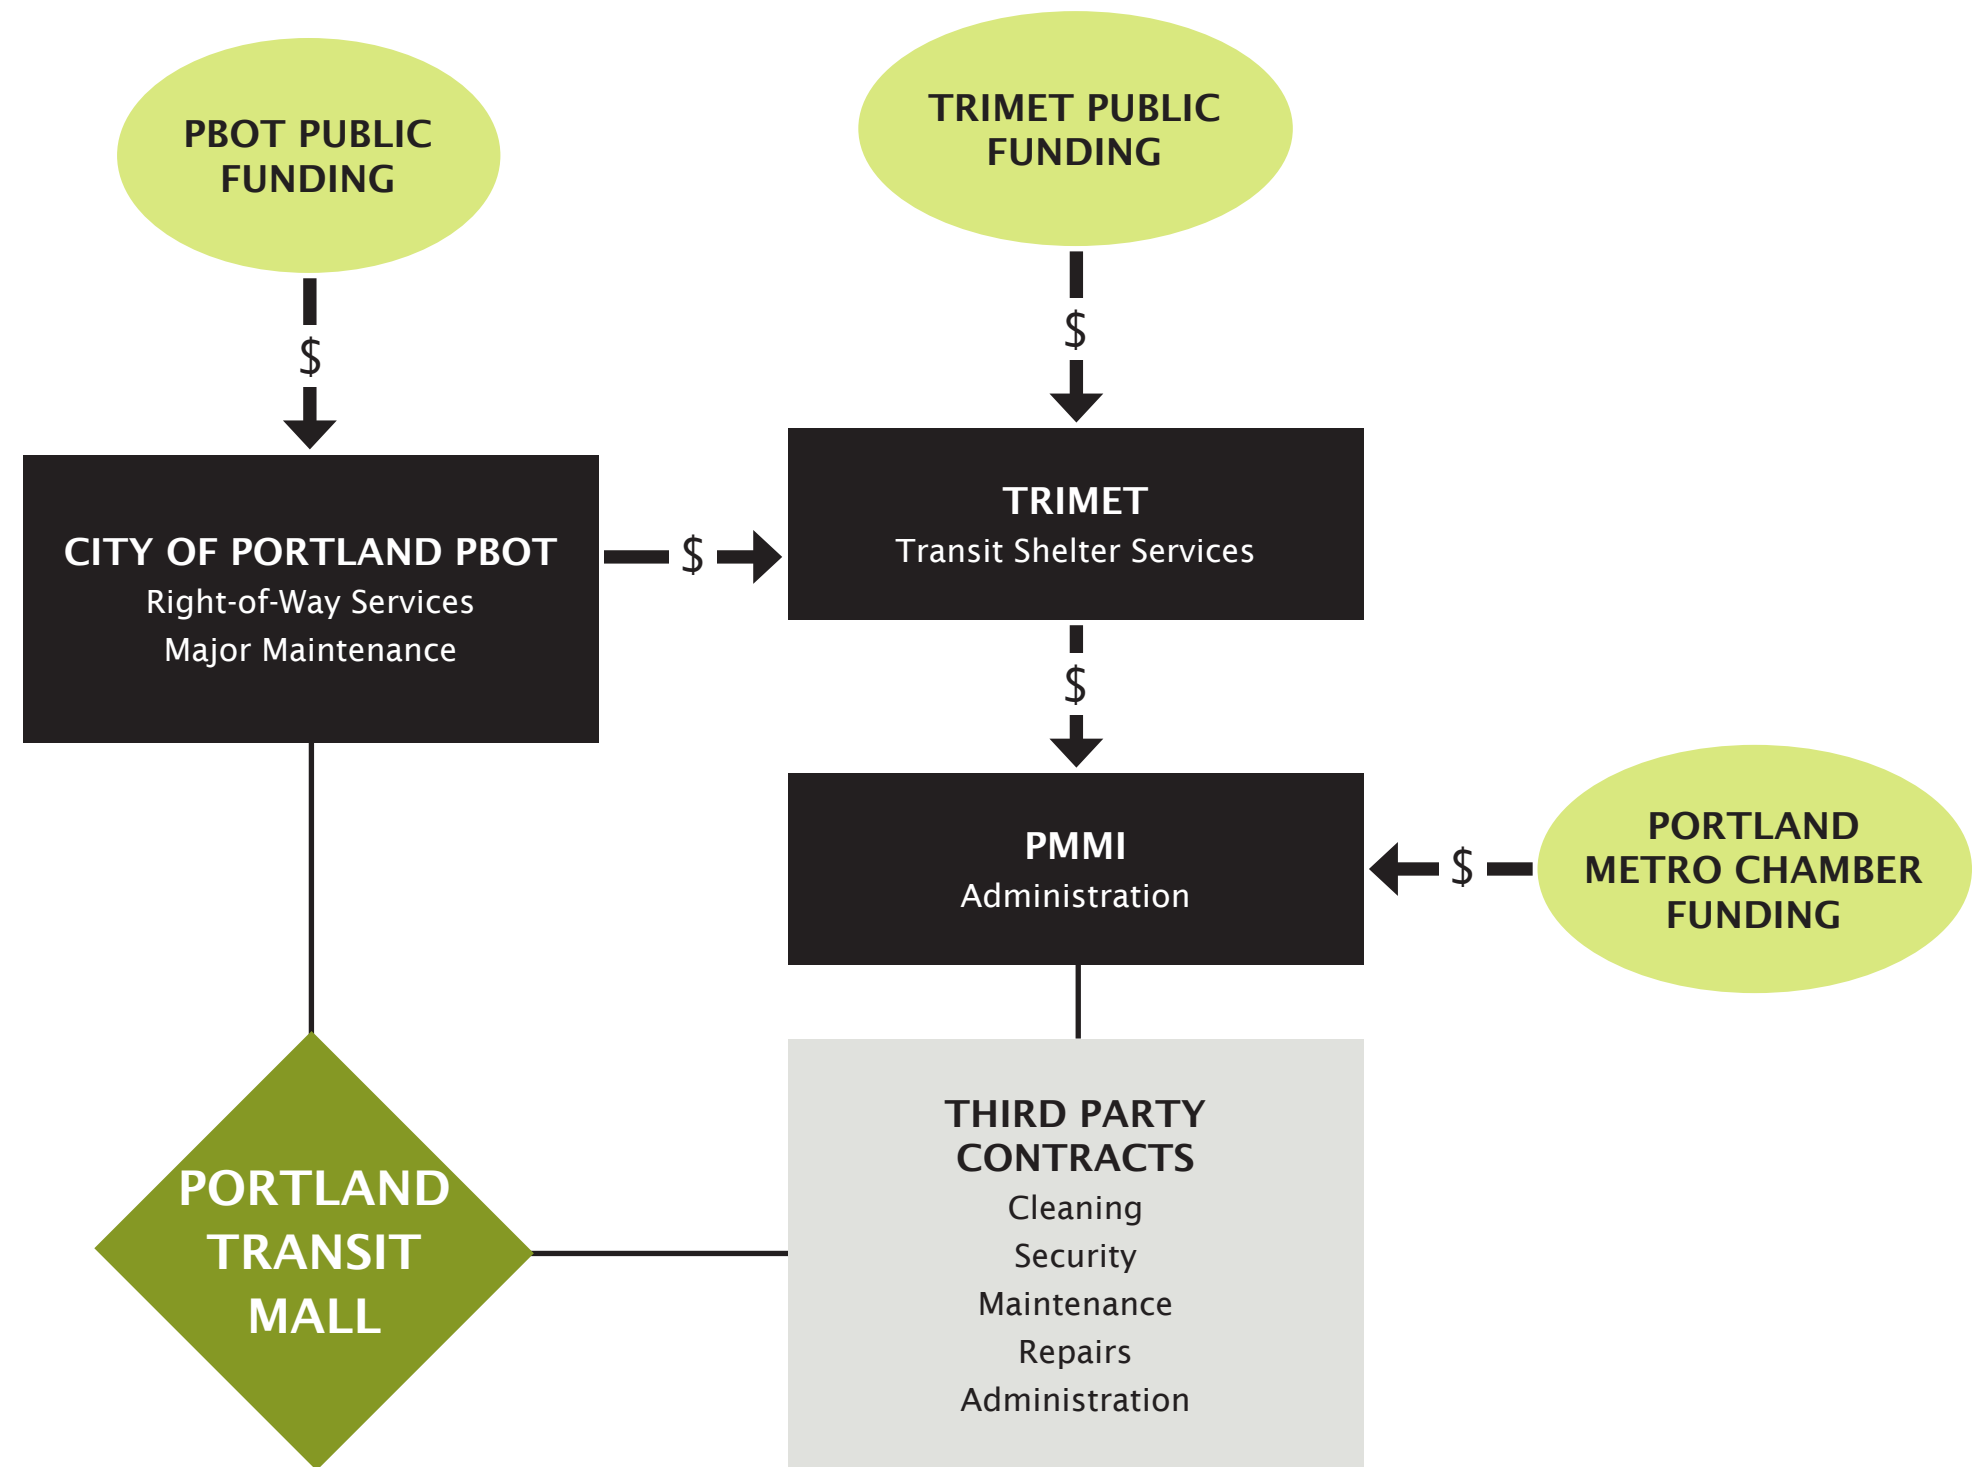 PBOT PUBLIC
FUNDING
TRIMET PUBLIC
FUNDING
$
$
CITY OF PORTLAND PBOT
Right-of-Way Services
Major Maintenance
$
TRIMET
Transit Shelter Services
$
PMMI
Administration
$
PORTLAND
METRO CHAMBER
FUNDING
PORTLAND
TRANSIT
MALL
THIRD PARTY
CONTRACTS
Cleaning
Security
Maintenance
Repairs
Administration